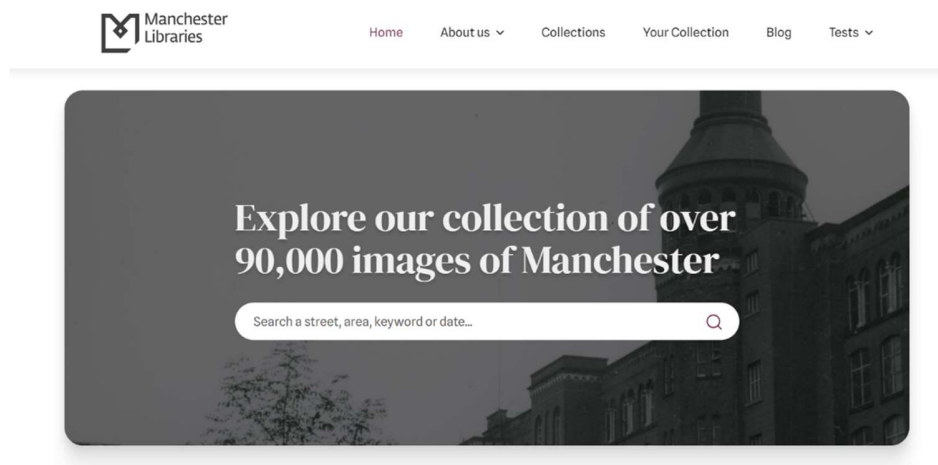 Manchester
Libraries
Home About us Collections Your Collection Blog Tests
Explore our collection of over
90,000 images of Manchester
Search a street, area, keyword or date...